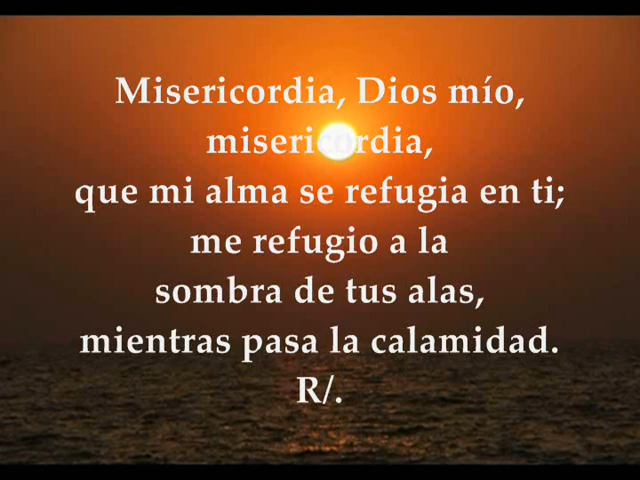 Misericordia, Dios mío,
misericordia,
que mi alma se refugia en ti;
me refugio a la
sombra de tus alas,
mientras pasa la calamidad.
R/.